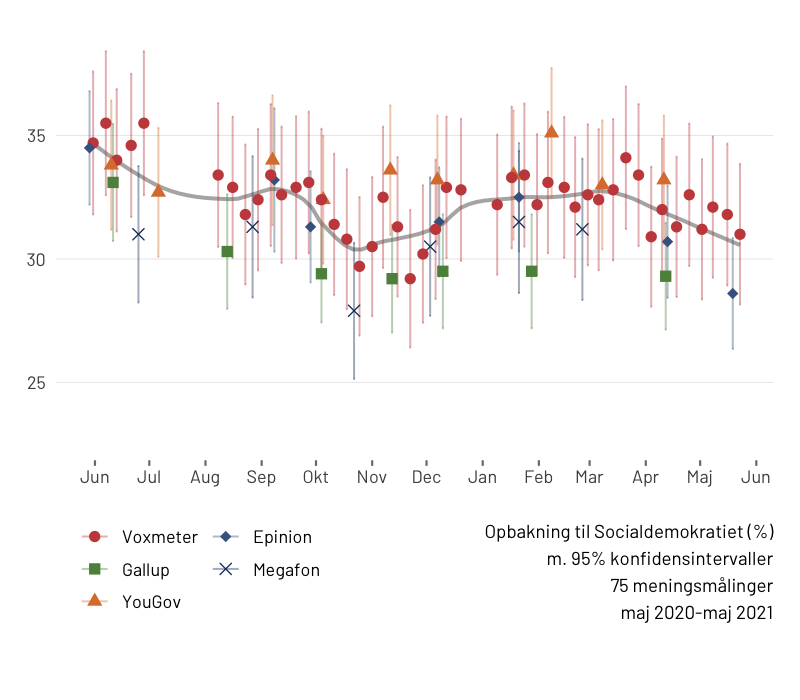 35
30
25
Jun Jul Aug Sep Okt Nov Dec Jan Feb Mar Apr Maj Jun
Voxmeter Epinion
Gallup Megafon
YouGov
Opbakning til Socialdemokratiet (%)
m. 95% konfidensintervaller
75 meningsmålinger
maj 2020-maj 2021